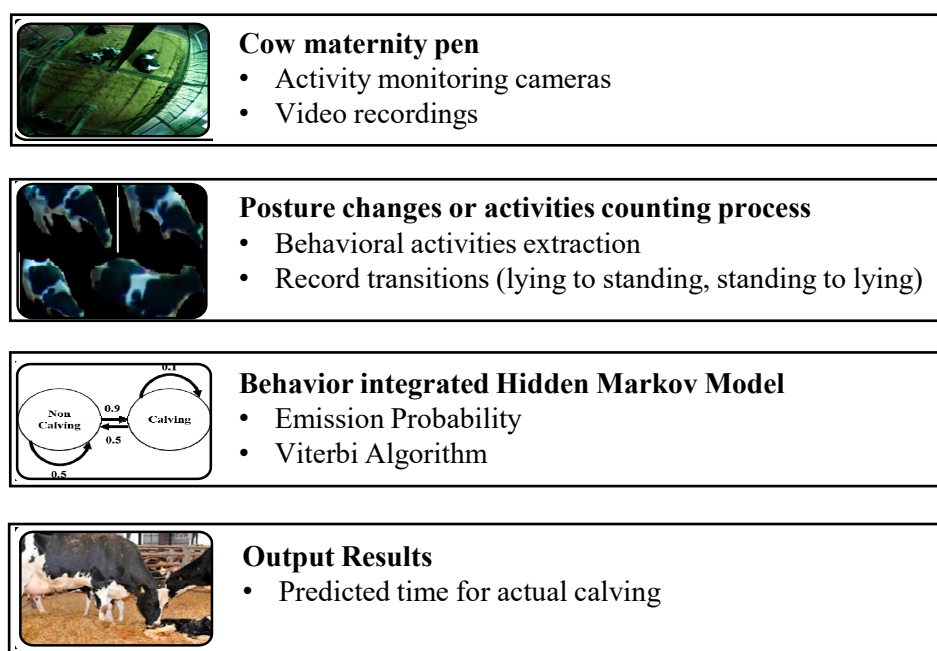 Cow maternity pen
• Activity monitoring cameras
• Video recordings
Posture changes or activities counting process
• Behavioral activities extraction
• Record transitions (lying to standing, standing to lying)
0.1
Non
Calving
0.9
Calving
0.5
0.5
Behavior integrated Hidden Markov Model
• Emission Probability
• Viterbi Algorithm
Output Results
• Predicted time for actual calving